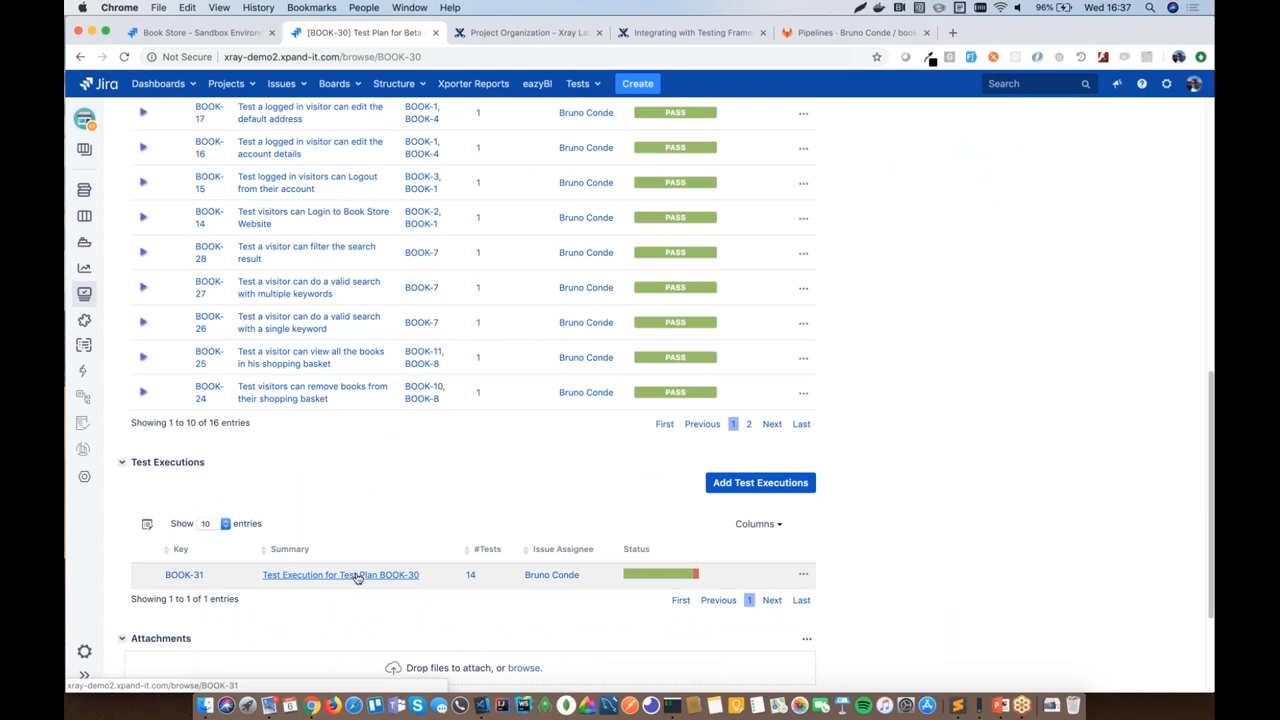 Chrome File Edit View History Bookmarks People Window Help 96% Wed 16:37
Book Store - Sandbox Environ [BOOK-30] Test Plan for Beta Project Organization - Xray La Integrating with Testing Frame Pipelines · Bruno Conde / book
Not Secure xray-demo2.xpand-it.com/browse/BOOK-30
Jira Dashboards Projects Issues Boards Structure Xporter Reports eazyBI Tests Create Search
BOOK-17 Test a logged in visitor can edit the default address BOOK-1, BOOK-4 1 Bruno Conde PASS
BOOK-16 Test a logged in visitor can edit the account details BOOK-1, BOOK-4 1 Bruno Conde PASS
BOOK-15 Test logged in visitors can Logout from their account BOOK-3, BOOK-1 1 Bruno Conde PASS
BOOK-14 Test visitors can Login to Book Store Website BOOK-2, BOOK-1 1 Bruno Conde PASS
BOOK-28 Test a visitor can filter the search result BOOK-7 1 Bruno Conde PASS
BOOK-27 Test a visitor can do a valid search with multiple keywords BOOK-7 1 Bruno Conde PASS
BOOK-26 Test a visitor can do a valid search with a single keyword BOOK-7 1 Bruno Conde PASS
BOOK-25 Test a visitor can view all the books in his shopping basket BOOK-11, BOOK-8 1 Bruno Conde PASS
BOOK-24 Test visitors can remove books from their shopping basket BOOK-10, BOOK-8 1 Bruno Conde PASS
Showing 1 to 10 of 16 entries First Previous 1 2 Next Last
Test Executions
Add Test Executions
Show 10 entries Columns
Key Summary #Tests Issue Assignee Status
BOOK-31 Test Execution for Test Plan BOOK-30 14 Bruno Conde
Showing 1 to 1 of 1 entries First Previous 1 Next Last
Attachments
Drop files to attach, or browse.
xray-demo2.xpand-it.com/browse/BOOK-31